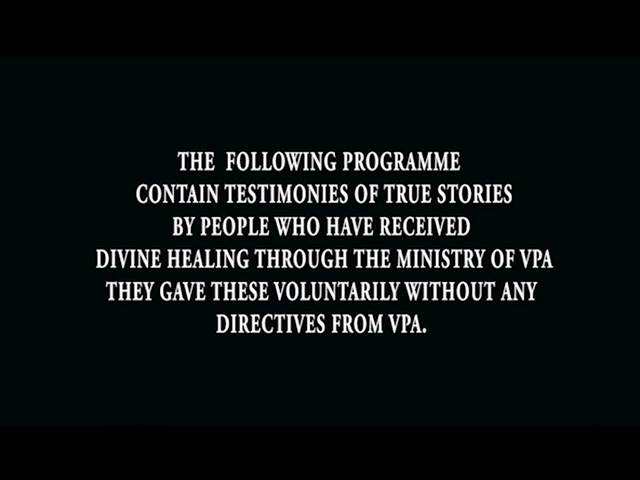 THE FOLLOWING PROGRAMME
CONTAIN TESTIMONIES OF TRUE STORIES
BY PEOPLE WHO HAVE RECEIVED
DIVINE HEALING THROUGH THE MINISTRY OF VPA
THEY GAVE THESE VOLUNTARILY WITHOUT ANY
DIRECTIVES FROM VPA.